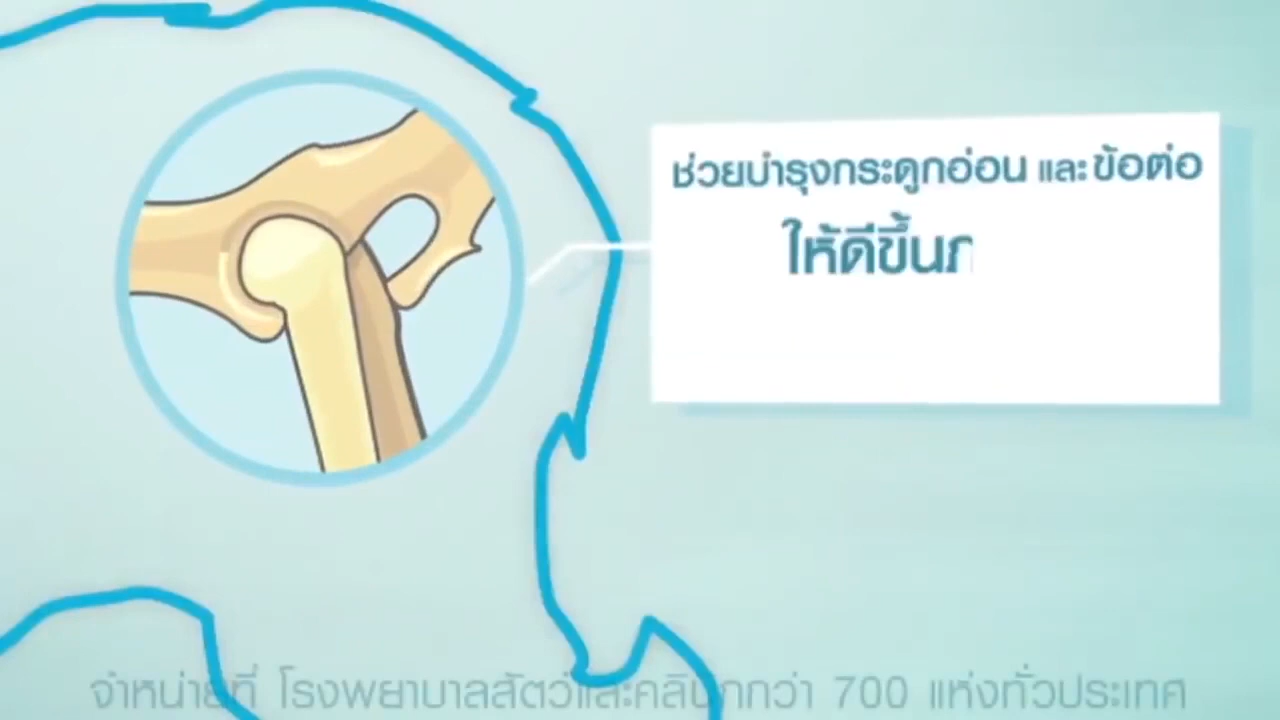 ช่วยบำรุงกระดูกอ่อน และ ข้อต่อ
ให้ดีขึ้นภ
จำหน่ายที่ โรงพยาบาลสัตว์และคลินิกกว่า 700 แห่งทั่วประเทศ